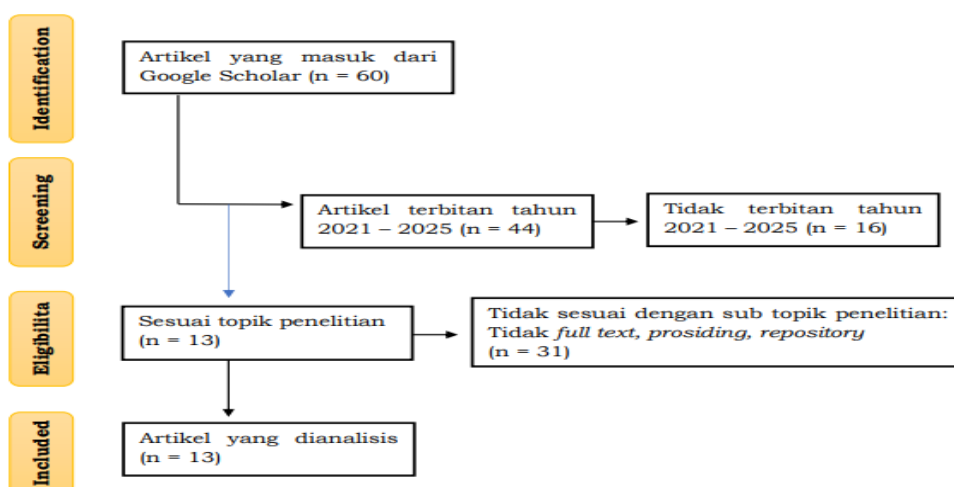 Identification
Artikel yang masuk dari
Google Scholar (n = 60)
Screening
Artikel terbitan tahun
2021 – 2025 (n = 44)
Tidak terbitan tahun
2021 – 2025 (n = 16)
Eligibilita
Sesuai topik penelitian
(n = 13)
Tidak sesuai dengan sub topik penelitian:
Tidak full text, prosiding, repository
(n = 31)
Included
Artikel yang dianalisis
(n = 13)